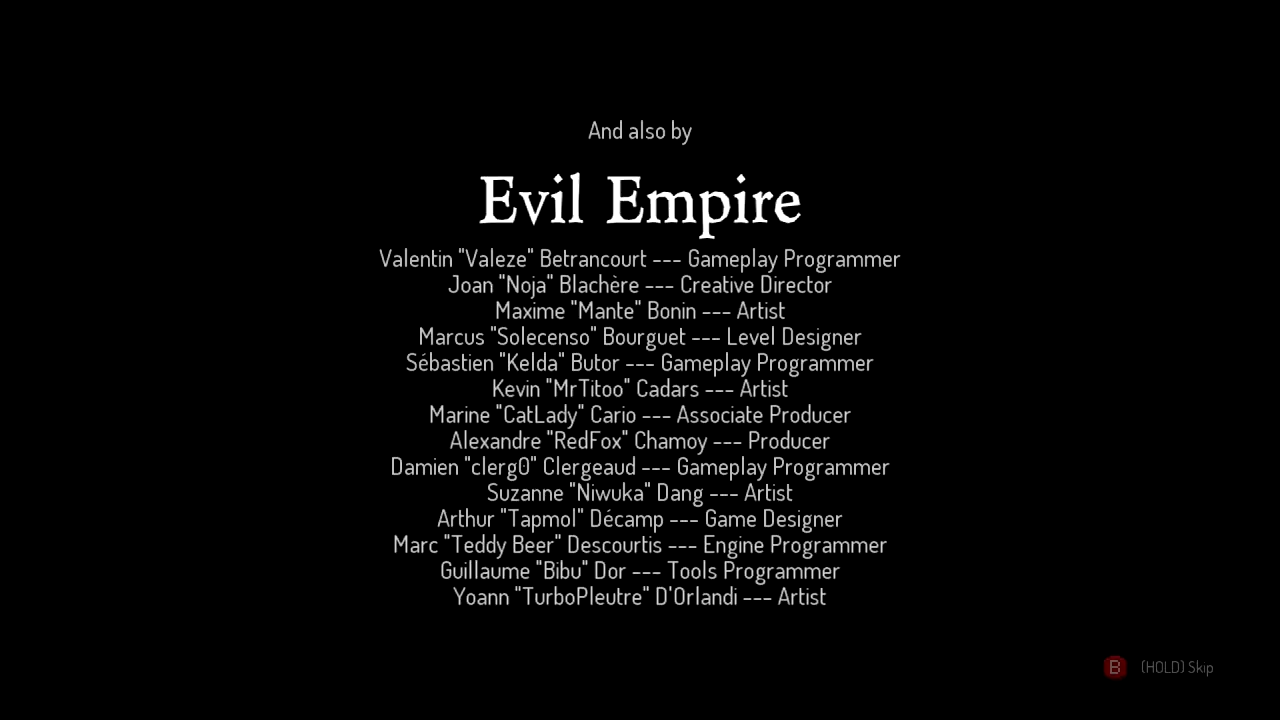 And also by
Evil Empire
Valentin "Valeze" Betrancourt --- Gameplay Programmer
Joan "Noja" Blachère --- Creative Director
Maxime "Mante" Bonin --- Artist
Marcus "Solecenso" Bourguet --- Level Designer
Sébastien "Kelda" Butor --- Gameplay Programmer
Kevin "MrTitoo" Cadars --- Artist
Marine "CatLady" Cario --- Associate Producer
Alexandre "RedFox" Chamoy --- Producer
Damien "clerg0" Clergeaud --- Gameplay Programmer
Suzanne "Niwuka" Dang --- Artist
Arthur "Tapmol" Décamp --- Game Designer
Marc "Teddy Beer" Descourtis --- Engine Programmer
Guillaume "Bibu" Dor --- Tools Programmer
Yoann "TurboPleutre" D'Orlandi --- Artist
B (HOLD) Skip